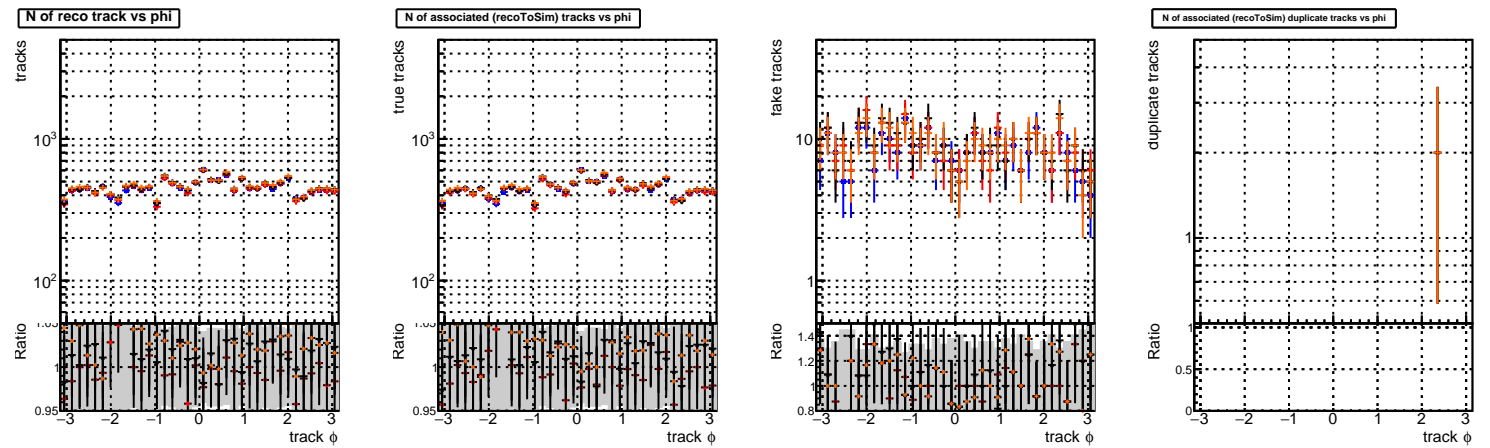 N of reco track vs phi
tracks
10³
10²
Ratio
1
0.95
−3 −2 −1 0 1 2 3
track ϕ
N of associated (recoToSim) tracks vs phi
true tracks
10³
10²
Ratio
1
0.95
−3 −2 −1 0 1 2 3
track ϕ
fake tracks
10
1
Ratio
1.4
1.2
1
0.8
−3 −2 −1 0 1 2 3
track ϕ
N of associated (recoToSim) duplicate tracks vs phi
duplicate tracks
1
Ratio
1
0.5
0
−3 −2 −1 0 1 2 3
track ϕ